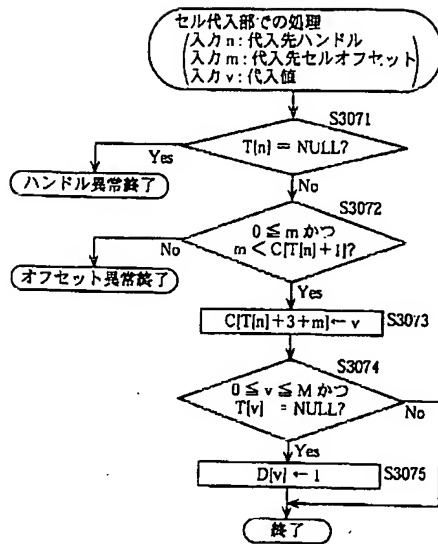 セル代入部での処理
入力n:代入先ハンドル
入力m:代入先セルオフセット
入力v:代入値
S3071
T[n] = NULL?
Yes
No
ハンドル異常終了
S3072
0 ≦ m かつ
m < C[T[n]+1]?
No
オフセット異常終了
Yes
C[T[n]+3+m]← v
S3073
S3074
0 ≦ v ≦ M かつ
T[v] = NULL?
No
Yes
D[v] ← 1
S3075
終了